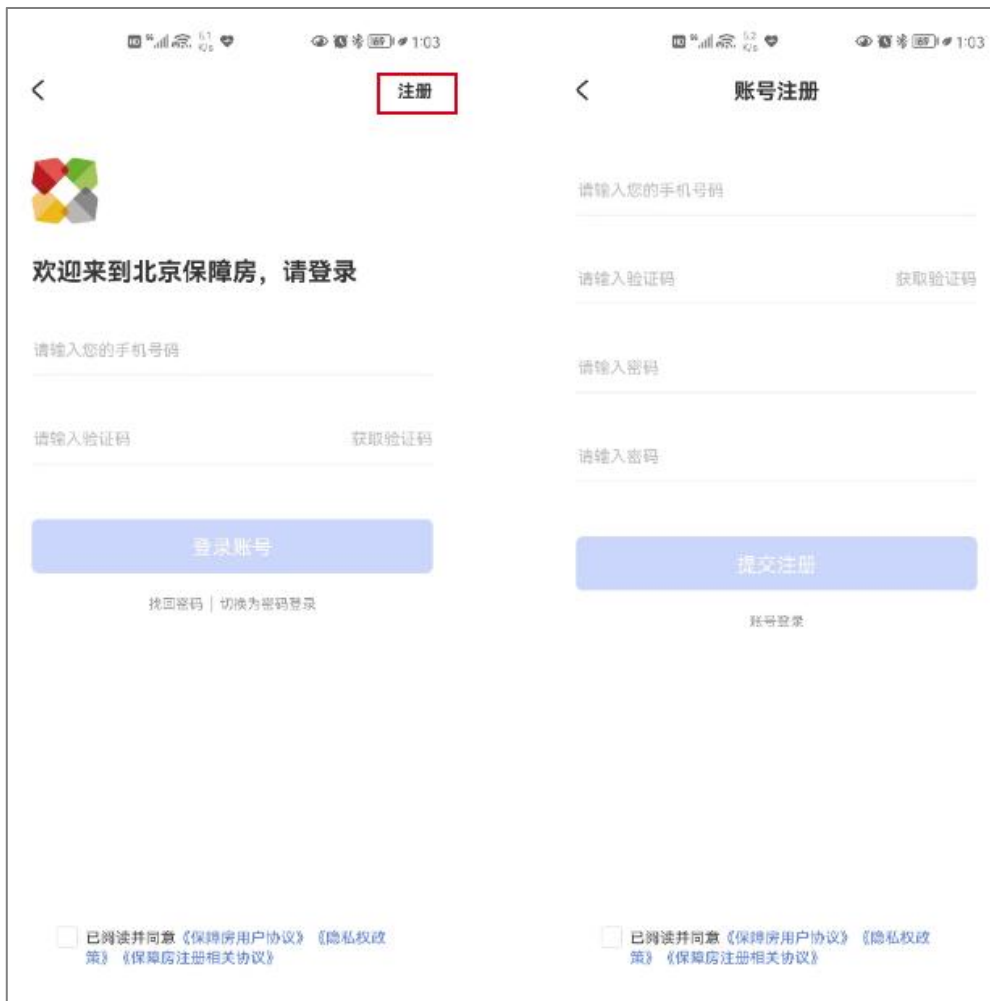 1:03
注册
欢迎来到北京保障房，请登录
请输入您的手机号码
请输入验证码 获取验证码
登录账号
找回密码 | 切换为密码登录
已阅读并同意《保障房用户协议》《隐私权政
策》《保障房注册相关协议》
1:03
账号注册
请输入您的手机号码
请输入验证码 获取验证码
请输入密码
请输入密码
提交注册
账号登录
已阅读并同意《保障房用户协议》《隐私权政
策》《保障房注册相关协议》